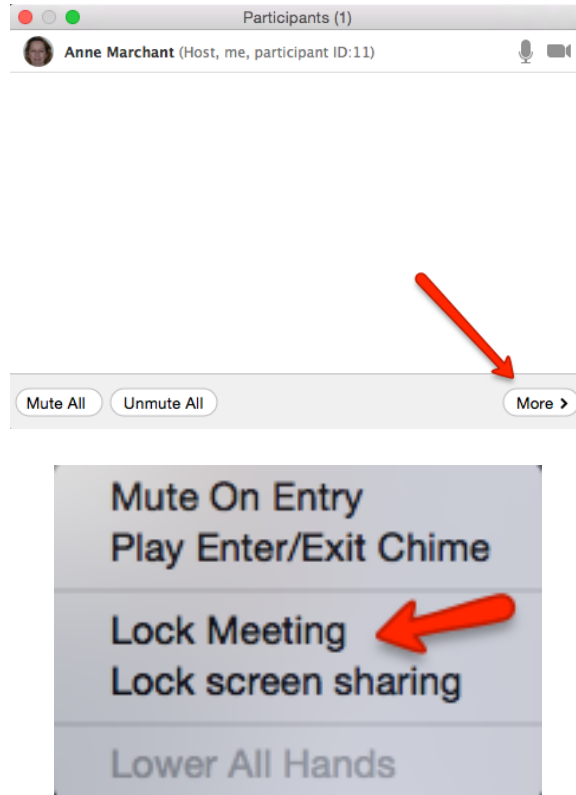 Participants (1)
Anne Marchant (Host, me, participant ID:11)
Mute All Unmute All More >
Mute On Entry
Play Enter/Exit Chime
Lock Meeting
Lock screen sharing
Lower All Hands